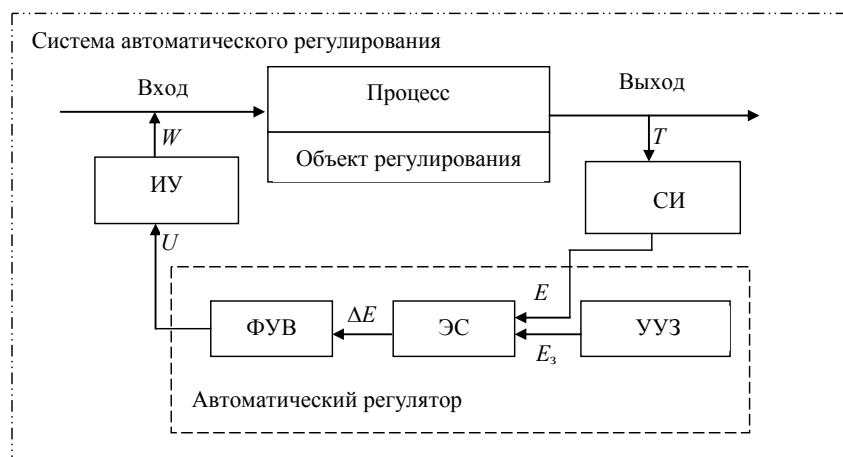 Система автоматического регулирования
Вход
Процесс
Выход
W
T
Объект регулирования
ИУ
СИ
U
E
ΔE
ФУВ
ЭС
УУЗ
Eз
Автоматический регулятор